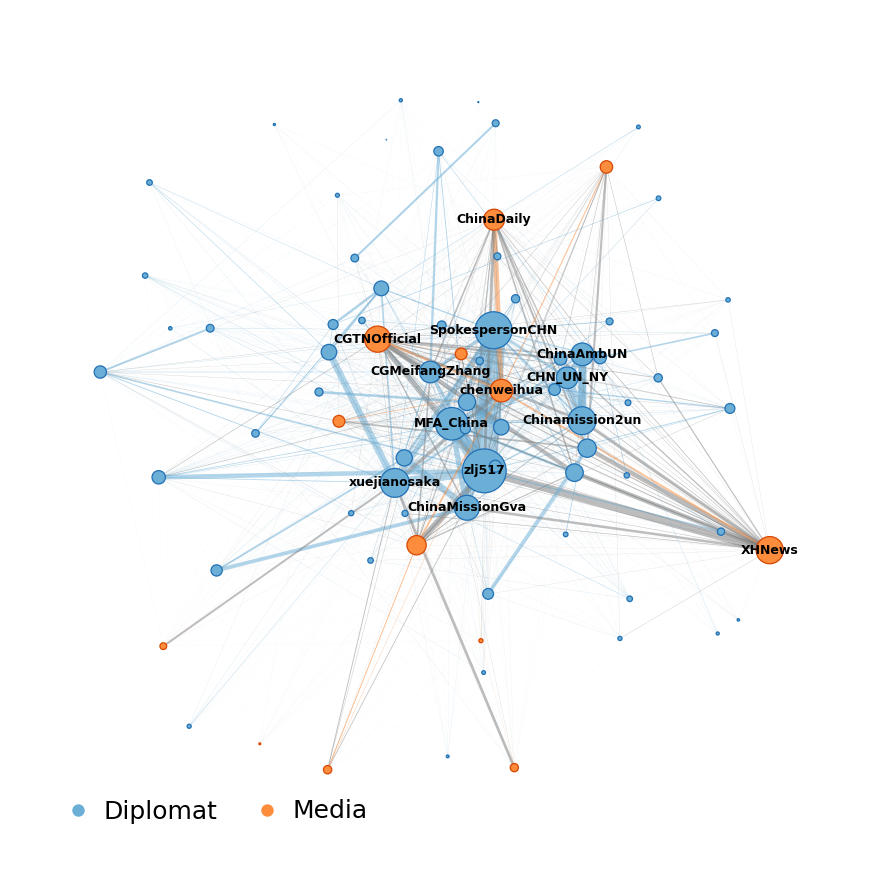 ChinaDaily
SpokespersonCHN
CGTNOfficial
ChinaAmbUN
CGMeifangZhang
CHN_UN_NY
chenweihua
MFA_China
Chinamission2un
zlj517
xuejianosaka
ChinaMissionGva
XHNews
Diplomat
Media